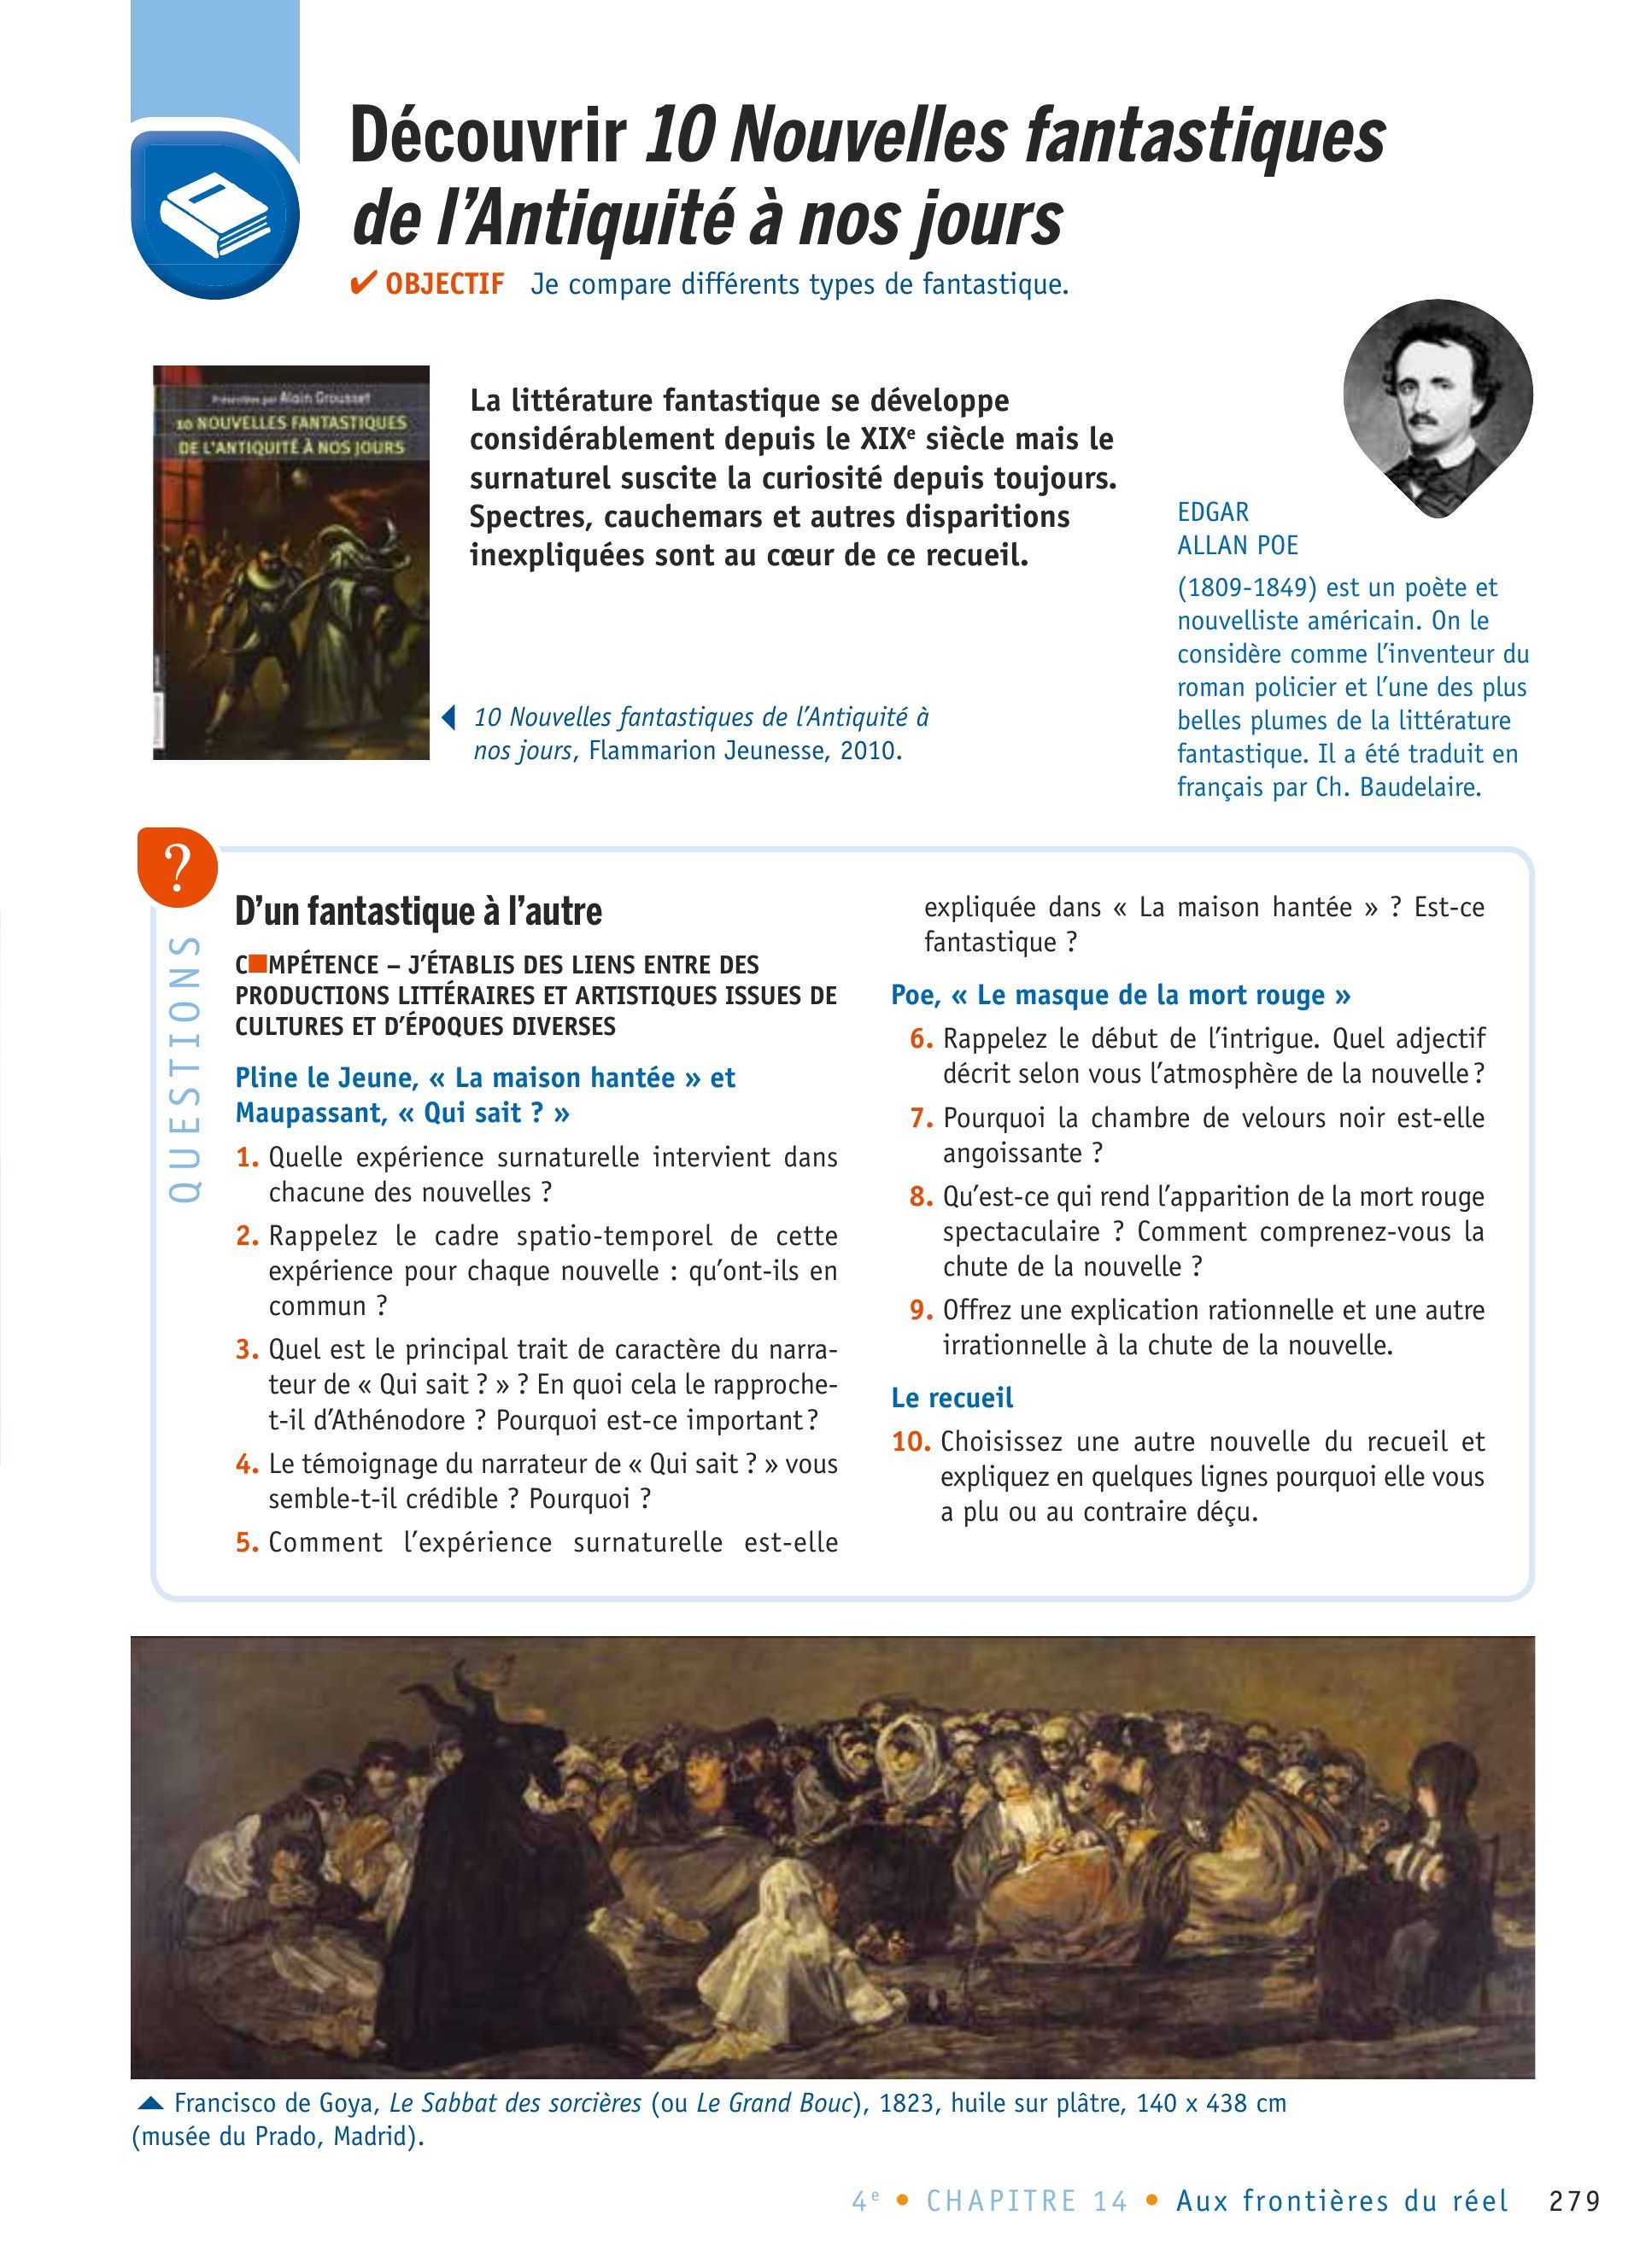 Découvrir 10 Nouvelles fantastiques
de l'Antiquité à nos jours
✔ OBJECTIF Je compare différents types de fantastique.
Présentées par Alain Grousset
10 NOUVELLES FANTASTIQUES
DE L'ANTIQUITÉ À NOS JOURS
La littérature fantastique se développe
considérablement depuis le XIXe siècle mais le
surnaturel suscite la curiosité depuis toujours.
Spectres, cauchemars et autres disparitions
inexpliquées sont au cœur de ce recueil.
10 Nouvelles fantastiques de l'Antiquité à
nos jours, Flammarion Jeunesse, 2010.
EDGAR
ALLAN POE
(1809-1849) est un poète et
nouvelliste américain. On le
considère comme l'inventeur du
roman policier et l'une des plus
belles plumes de la littérature
fantastique. Il a été traduit en
français par Ch. Baudelaire.
?
QUESTIONS
D'un fantastique à l'autre
C■MPÉTENCE – J'ÉTABLIS DES LIENS ENTRE DES
PRODUCTIONS LITTÉRAIRES ET ARTISTIQUES ISSUES DE
CULTURES ET D'ÉPOQUES DIVERSES
Pline le Jeune, « La maison hantée » et
Maupassant, « Qui sait ? »
1. Quelle expérience surnaturelle intervient dans
chacune des nouvelles ?
2. Rappelez le cadre spatio-temporel de cette
expérience pour chaque nouvelle : qu'ont-ils en
commun ?
3. Quel est le principal trait de caractère du narra-
teur de « Qui sait ? » ? En quoi cela le rapproche-
t-il d'Athénodore ? Pourquoi est-ce important ?
4. Le témoignage du narrateur de « Qui sait ? » vous
semble-t-il crédible ? Pourquoi ?
5. Comment l'expérience surnaturelle est-elle
expliquée dans « La maison hantée » ? Est-ce
fantastique ?
Poe, « Le masque de la mort rouge »
6. Rappelez le début de l'intrigue. Quel adjectif
décrit selon vous l'atmosphère de la nouvelle ?
7. Pourquoi la chambre de velours noir est-elle
angoissante ?
8. Qu'est-ce qui rend l'apparition de la mort rouge
spectaculaire ? Comment comprenez-vous la
chute de la nouvelle ?
9. Offrez une explication rationnelle et une autre
irrationnelle à la chute de la nouvelle.
Le recueil
10. Choisissez une autre nouvelle du recueil et
expliquez en quelques lignes pourquoi elle vous
a plu ou au contraire déçu.
Francisco de Goya, Le Sabbat des sorcières (ou Le Grand Bouc), 1823, huile sur plâtre, 140 x 438 cm
(musée du Prado, Madrid).
4e • CHAPITRE 14 • Aux frontières du réel 279